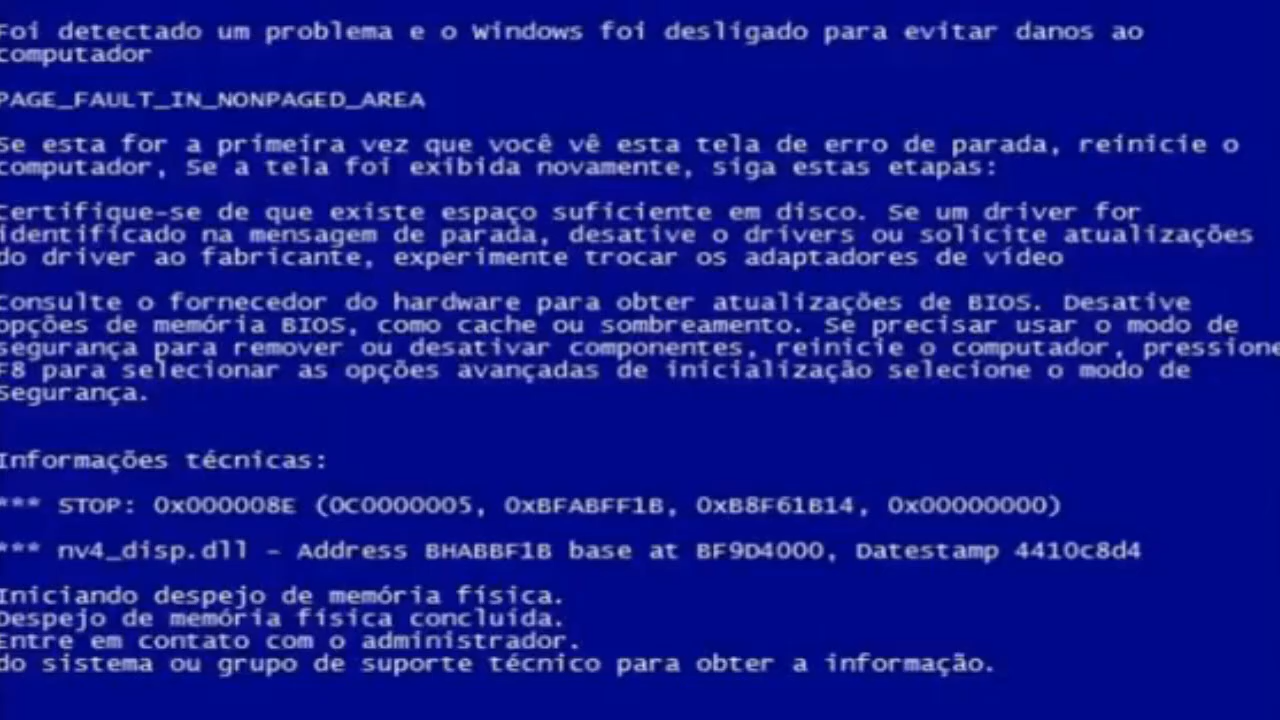 Foi detectado um problema e o Windows foi desligado para evitar danos ao
computador
PAGE_FAULT_IN_NONPAGED_AREA
Se esta for a primeira vez que você vê esta tela de erro de parada, reinicie o
computador, Se a tela foi exibida novamente, siga estas etapas:
Certifique-se de que existe espaço suficiente em disco. Se um driver for
identificado na mensagem de parada, desative o drivers ou solicite atualizações
do driver ao fabricante, experimente trocar os adaptadores de vídeo
Consulte o fornecedor do hardware para obter atualizações de BIOS. Desative
opções de memória BIOS, como cache ou sombreamento. Se precisar usar o modo de
segurança para remover ou desativar componentes, reinicie o computador, pressione
F8 para selecionar as opções avançadas de inicialização selecione o modo de
segurança.
Informações técnicas:
*** STOP: 0x000008E (0C0000005, 0xBFABFF1B, 0xB8F61B14, 0x00000000)
*** nv4_disp.dll - Address BHABBF1B base at BF9D4000, Datestamp 4410c8d4
Iniciando despejo de memória física.
Despejo de memória física concluída.
Entre em contato com o administrador.
do sistema ou grupo de suporte técnico para obter a informação.